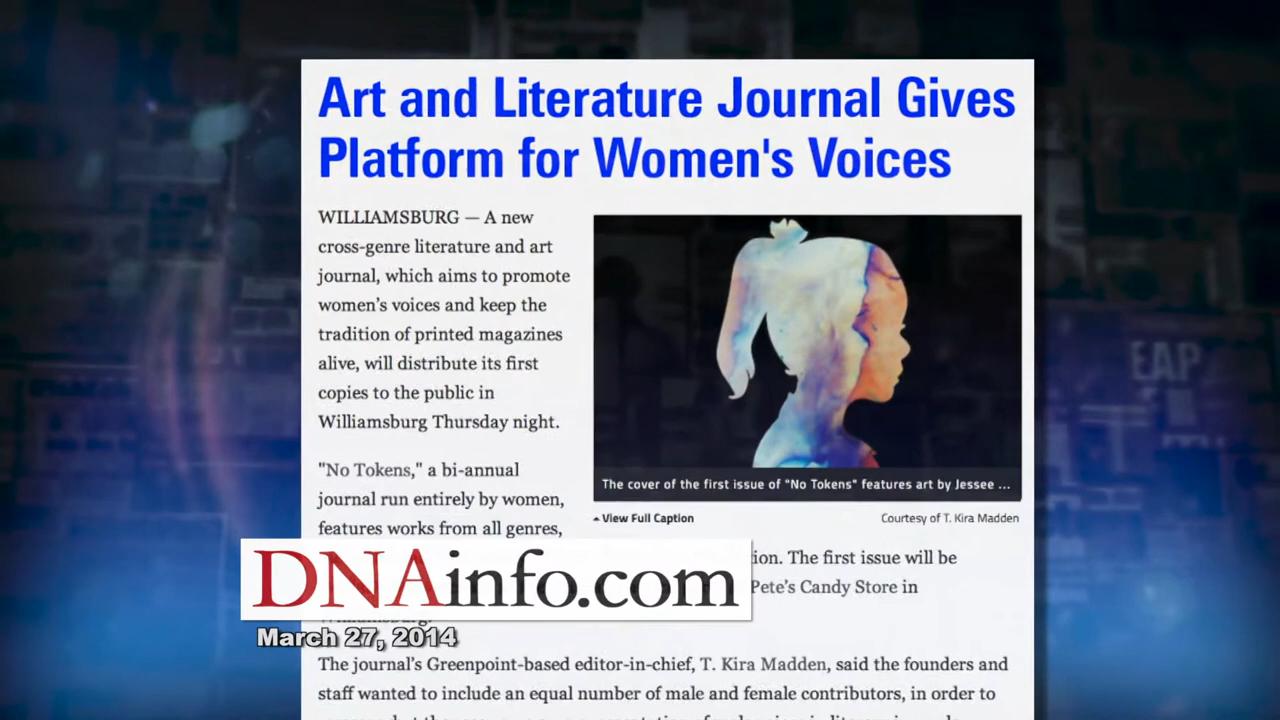 Art and Literature Journal Gives
Platform for Women's Voices
WILLIAMSBURG — A new
cross-genre literature and art
journal, which aims to promote
women's voices and keep the
tradition of printed magazines
alive, will distribute its first
copies to the public in
Williamsburg Thursday night.
"No Tokens," a bi-annual
journal run entirely by women,
features works from all genres,
The cover of the first issue of "No Tokens" features art by Jessee ...
View Full Caption
Courtesy of T. Kira Madden
ion. The first issue will be
Pete's Candy Store in
DNAinfo.com
March 27, 2014
The journal's Greenpoint-based editor-in-chief, T. Kira Madden, said the founders and
staff wanted to include an equal number of male and female contributors, in order to
EAP